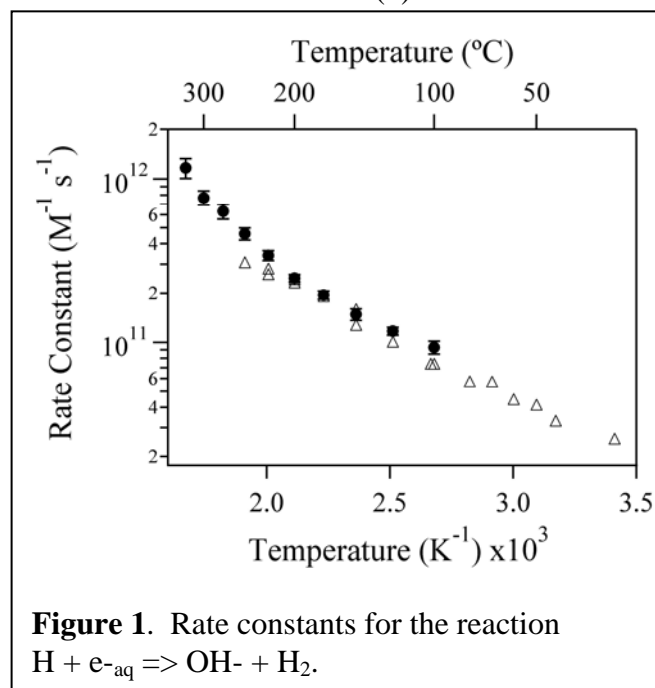 Temperature (ºC)
300 200 100 50
2
10^12
6
4
2
10^11
6
4
2
Rate Constant (M^-1 s^-1)
2.0 2.5 3.0 3.5
Temperature (K^-1) x10^3
Figure 1. Rate constants for the reaction
H + e-aq => OH- + H2.